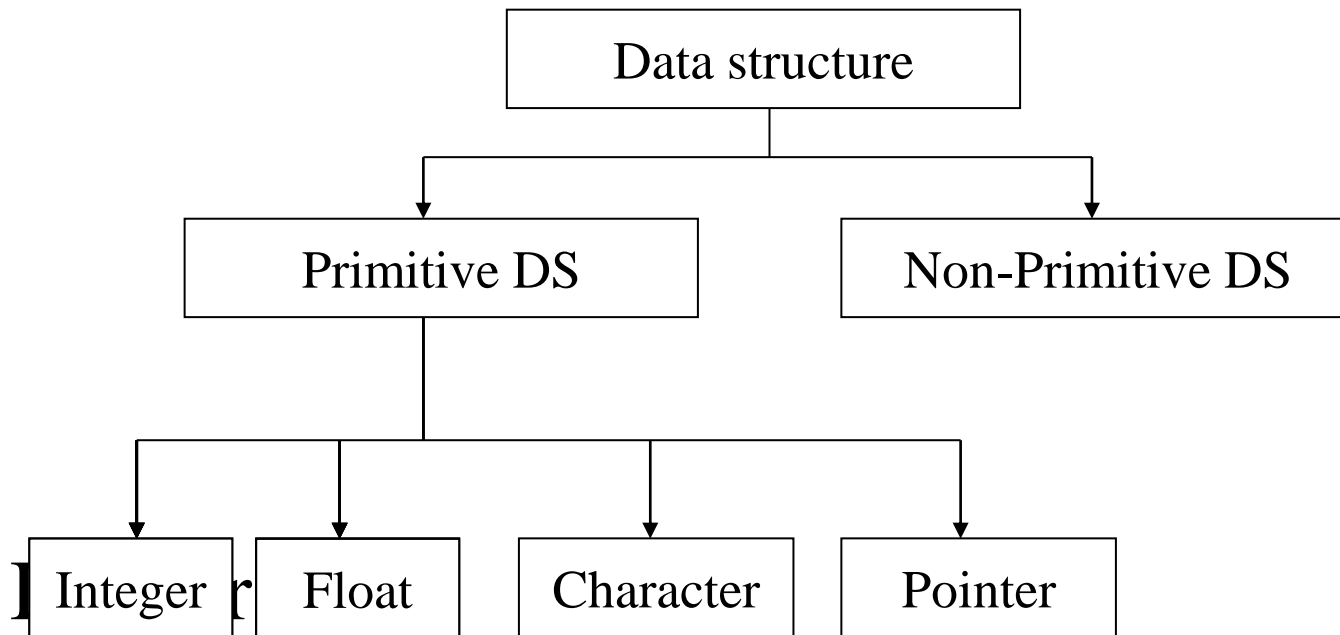 Data structure
Primitive DS Non-Primitive DS
Integer Float Character Pointer